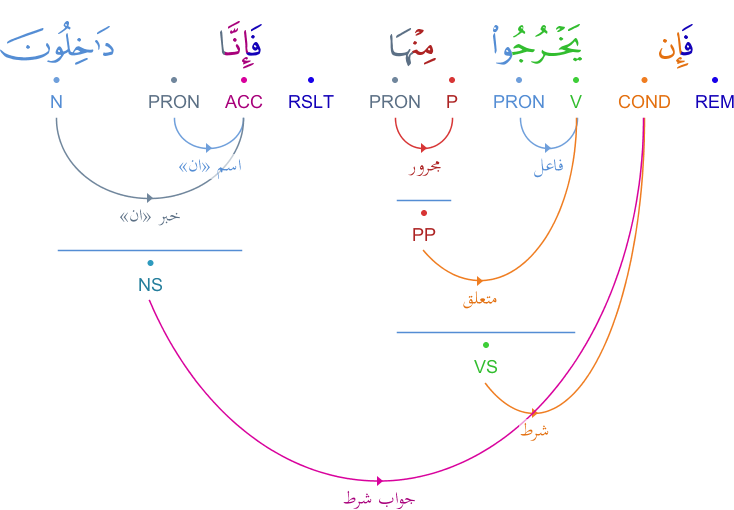 فَإِن يَخْرُجُوا۟ مِنْهَا فَإِنَّا دَٰخِلُونَ
REM COND V PRON P PRON RSLT ACC PRON N
فاعل مجرور اسم «ان»
خبر «ان»
PP
NS
متعلق
VS
شرط
جواب شرط